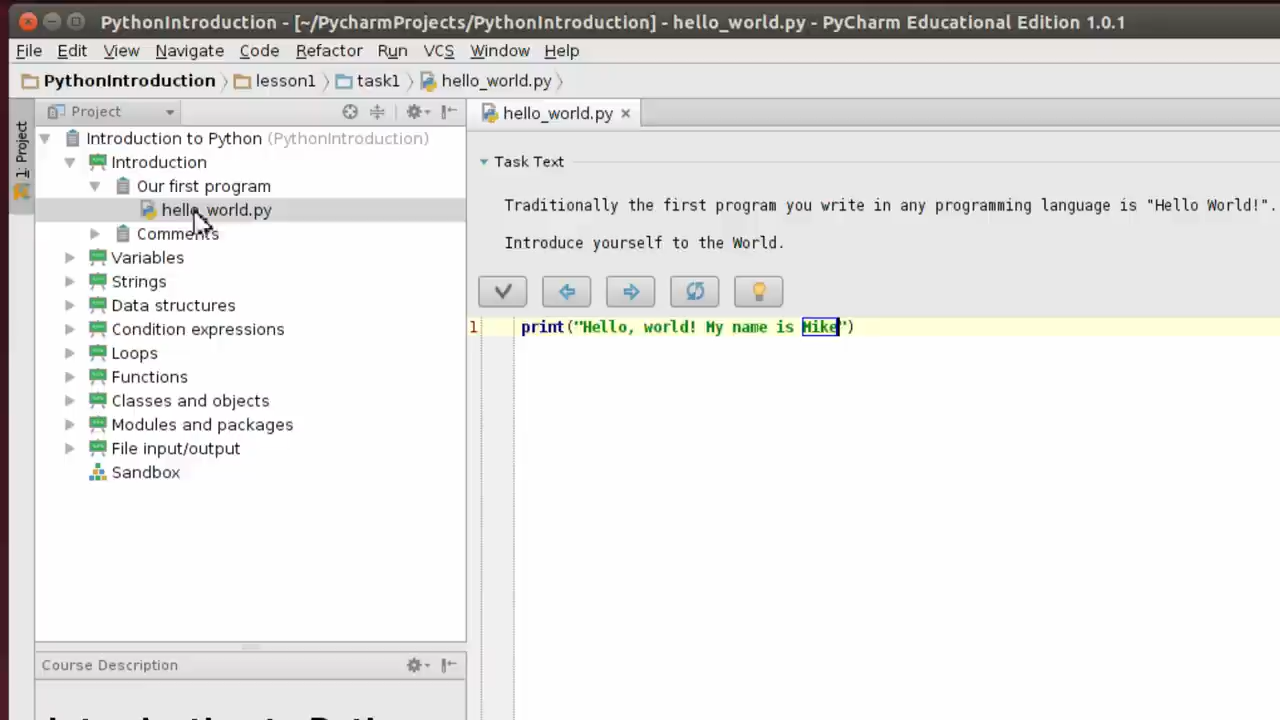 PythonIntroduction - [~/PycharmProjects/PythonIntroduction] - hello_world.py - PyCharm Educational Edition 1.0.1
File Edit View Navigate Code Refactor Run VCS Window Help
PythonIntroduction lesson1 task1 hello_world.py
1: Project
Project
hello_world.py
Introduction to Python (PythonIntroduction)
Introduction
Our first program
hello_world.py
Comments
Variables
Strings
Data structures
Condition expressions
Loops
Functions
Classes and objects
Modules and packages
File input/output
Sandbox
Task Text
Traditionally the first program you write in any programming language is "Hello World!".
Introduce yourself to the World.
1 print("Hello, world! My name is Mike")
Course Description